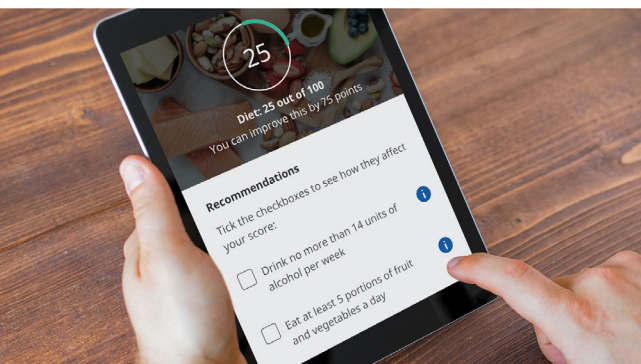 25
Diet: 25 out of 100
You can improve this by 75 points
Recommendations
Tick the checkboxes to see how they affect
your score:
Drink no more than 14 units of
alcohol per week
i
Eat at least 5 portions of fruit
and vegetables a day
i